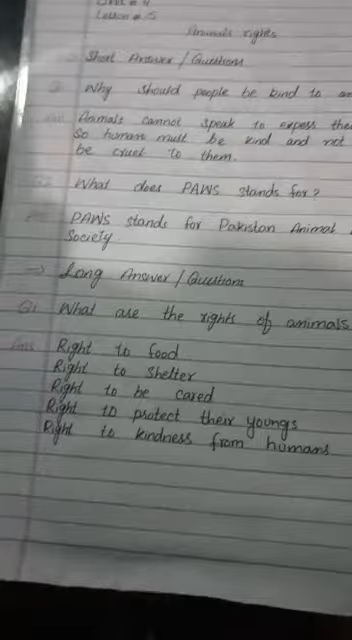 Lesson # 5
Animals rights
Short Answer / Questions
Why should people be kind to
Animals cannot speak to expess
So human must be kind and not
be cruel to them.
What does PAWS stands for?
PAWS stands for Pakistan Animal
Society.
→ Long Answer / Questions
Q1 What are the rights of animals
Ans Right to food
Right to Shelter
Right to be cared
Right to protect their youngs
Right to kindness from humans